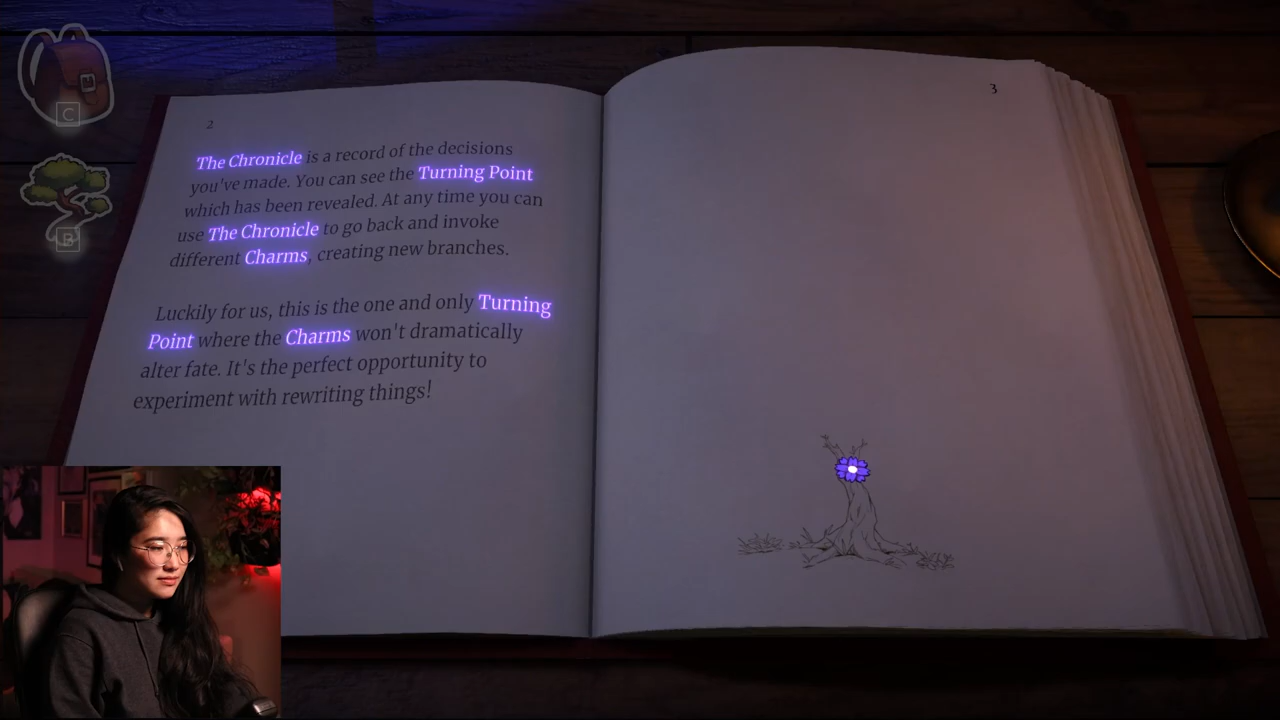 C
B
2
The Chronicle is a record of the decisions
you've made. You can see the Turning Point
which has been revealed. At any time you can
use The Chronicle to go back and invoke
different Charms, creating new branches.
Luckily for us, this is the one and only Turning
Point where the Charms won't dramatically
alter fate. It's the perfect opportunity to
experiment with rewriting things!
3